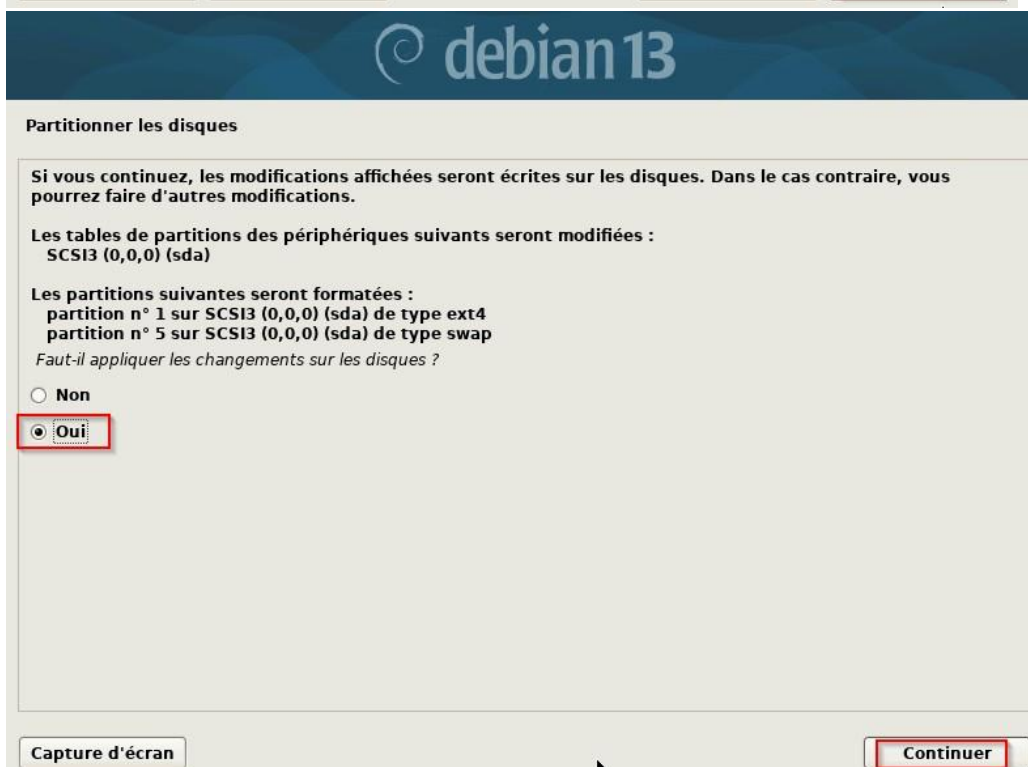 debian 13
Partitionner les disques
Si vous continuez, les modifications affichées seront écrites sur les disques. Dans le cas contraire, vous
pourrez faire d'autres modifications.
Les tables de partitions des périphériques suivants seront modifiées :
SCSI3 (0,0,0) (sda)
Les partitions suivantes seront formatées :
partition n° 1 sur SCSI3 (0,0,0) (sda) de type ext4
partition n° 5 sur SCSI3 (0,0,0) (sda) de type swap
Faut-il appliquer les changements sur les disques ?
Non
Oui
Capture d'écran
Continuer